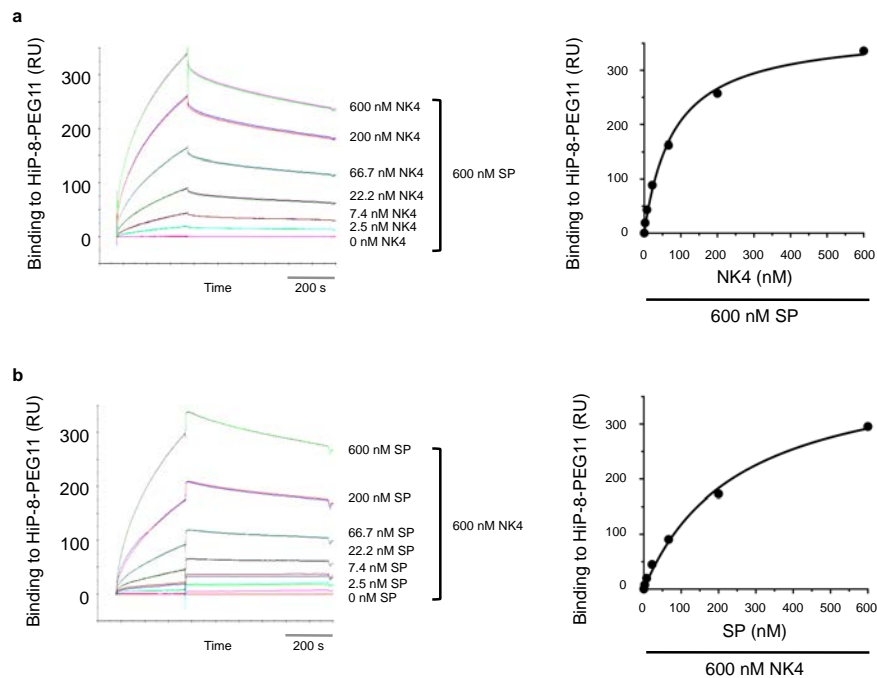 a
Binding to HiP-8-PEG11 (RU)
300
200
100
0
600 nM NK4
200 nM NK4
66.7 nM NK4
22.2 nM NK4
7.4 nM NK4
2.5 nM NK4
0 nM NK4
600 nM SP
Time
200 s
Binding to HiP-8-PEG11 (RU)
300
200
100
0
0 100 200 300 400 500 600
NK4 (nM)
600 nM SP
b
Binding to HiP-8-PEG11 (RU)
300
200
100
0
600 nM SP
200 nM SP
66.7 nM SP
22.2 nM SP
7.4 nM SP
2.5 nM SP
0 nM SP
600 nM NK4
Time
200 s
Binding to HiP-8-PEG11 (RU)
300
200
100
0
0 100 200 300 400 500 600
SP (nM)
600 nM NK4